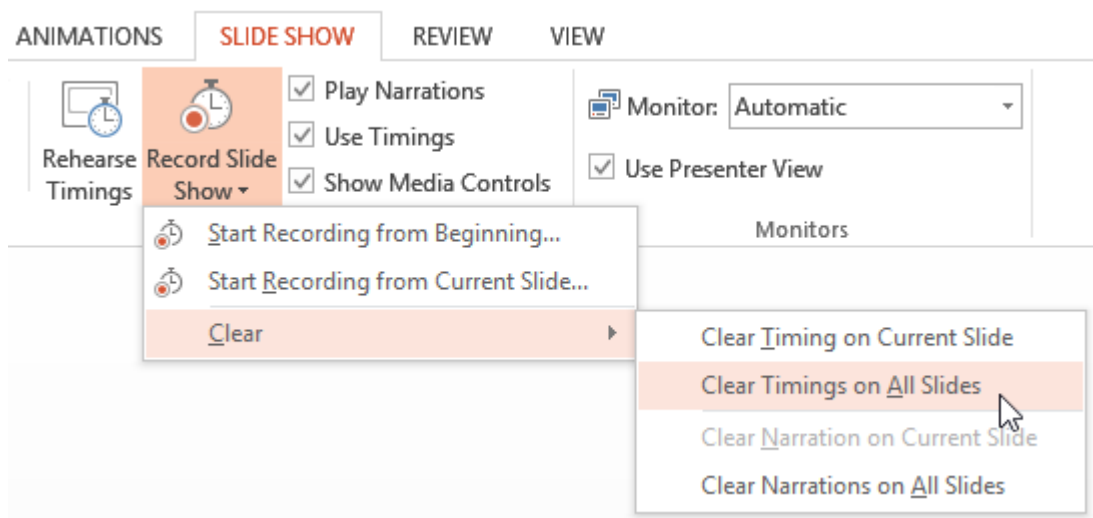 ANIMATIONS SLIDE SHOW REVIEW VIEW
Rehearse
Timings
Record Slide
Show
Play Narrations
Use Timings
Show Media Controls
Monitor: Automatic
Use Presenter View
Monitors
Start Recording from Beginning...
Start Recording from Current Slide...
Clear
Clear Timing on Current Slide
Clear Timings on All Slides
Clear Narration on Current Slide
Clear Narrations on All Slides